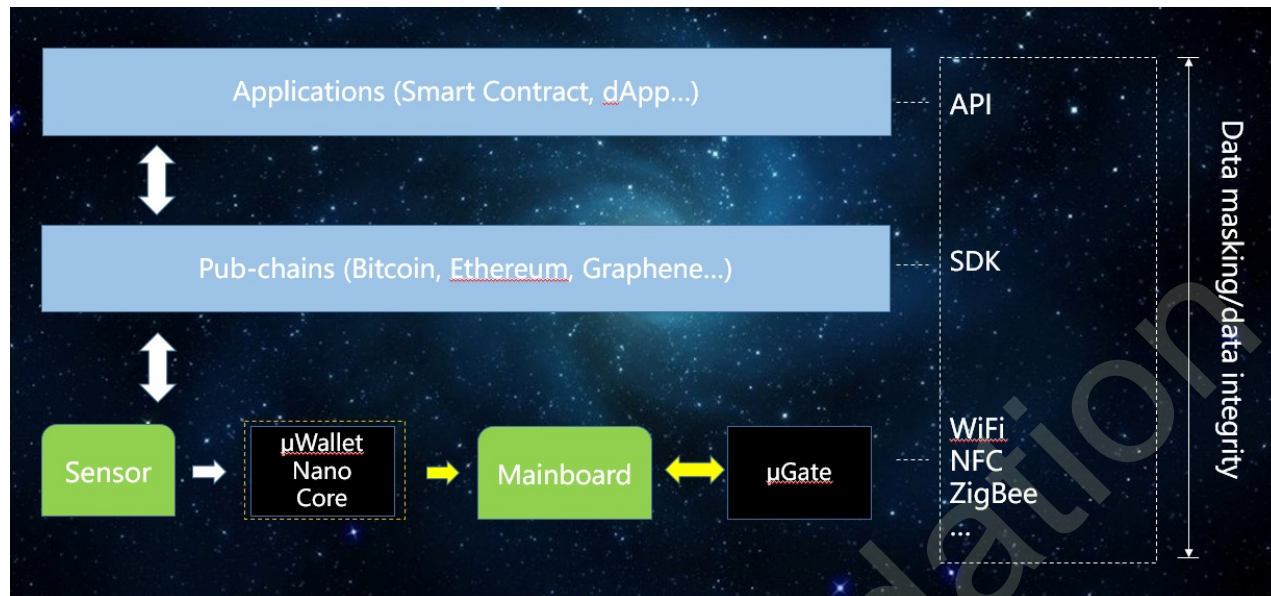 Applications (Smart Contract, dApp...)
API
Pub-chains (Bitcoin, Ethereum, Graphene...)
SDK
Sensor
µWallet
Nano
Core
Mainboard
µGate
WiFi
NFC
ZigBee
...
Data masking/data integrity
dation